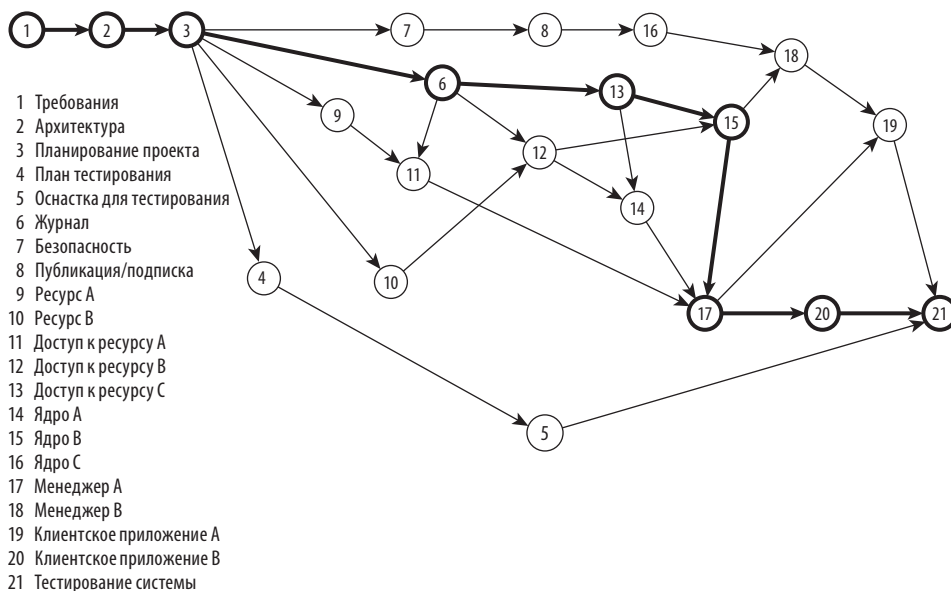 1
2
3
7
8
16
18
6
13
9
15
19
12
11
14
4
10
17
20
21
5
1 Требования
2 Архитектура
3 Планирование проекта
4 План тестирования
5 Оснастка для тестирования
6 Журнал
7 Безопасность
8 Публикация/подписка
9 Ресурс A
10 Ресурс B
11 Доступ к ресурсу A
12 Доступ к ресурсу B
13 Доступ к ресурсу C
14 Ядро A
15 Ядро B
16 Ядро C
17 Менеджер A
18 Менеджер B
19 Клиентское приложение A
20 Клиентское приложение B
21 Тестирование системы